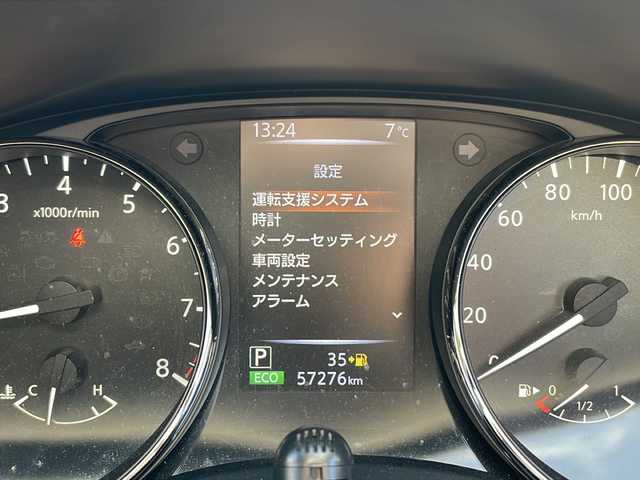 13:24 7℃
設定
運転支援システム
時計
メーターセッティング
車両設定
メンテナンス
アラーム
P 35
ECO 57276km
3 4 5 6 7 8
x1000r/min
C H
0 20 40 60 80 100
km/h
0 1/2 1